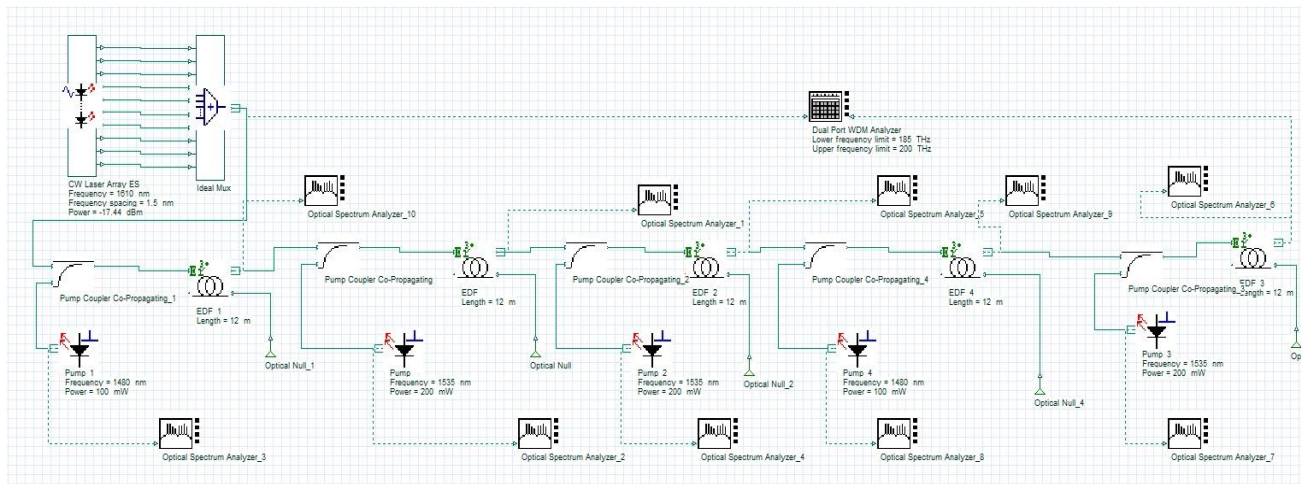 CW Laser Array ES
Frequency = 1610 nm
Frequency spacing = 1.5 nm
Power = -17.44 dBm
Ideal Mux
Dual Port WDM Analyzer
Lower frequency limit = 185 THz
Upper frequency limit = 200 THz
Optical Spectrum Analyzer_10
Optical Spectrum Analyzer_1
Optical Spectrum Analyzer_5
Optical Spectrum Analyzer_9
Optical Spectrum Analyzer_6
Pump Coupler Co-Propagating_1
EDF 1
Length = 12 m
Pump Coupler Co-Propagating
EDF
Length = 12 m
Pump Coupler Co-Propagating_2
EDF 2
Length = 12 m
Pump Coupler Co-Propagating_4
EDF 4
Length = 12 m
Pump Coupler Co-Propagating_3
EDF 3
Length = 12 m
Pump 1
Frequency = 1480 nm
Power = 100 mW
Optical Null_1
Pump
Frequency = 1535 nm
Power = 200 mW
Optical Null
Pump 2
Frequency = 1535 nm
Power = 200 mW
Optical Null_2
Pump 4
Frequency = 1480 nm
Power = 100 mW
Optical Null_4
Pump 3
Frequency = 1535 nm
Power = 200 mW
Op
Optical Spectrum Analyzer_3
Optical Spectrum Analyzer_2
Optical Spectrum Analyzer_4
Optical Spectrum Analyzer_8
Optical Spectrum Analyzer_7